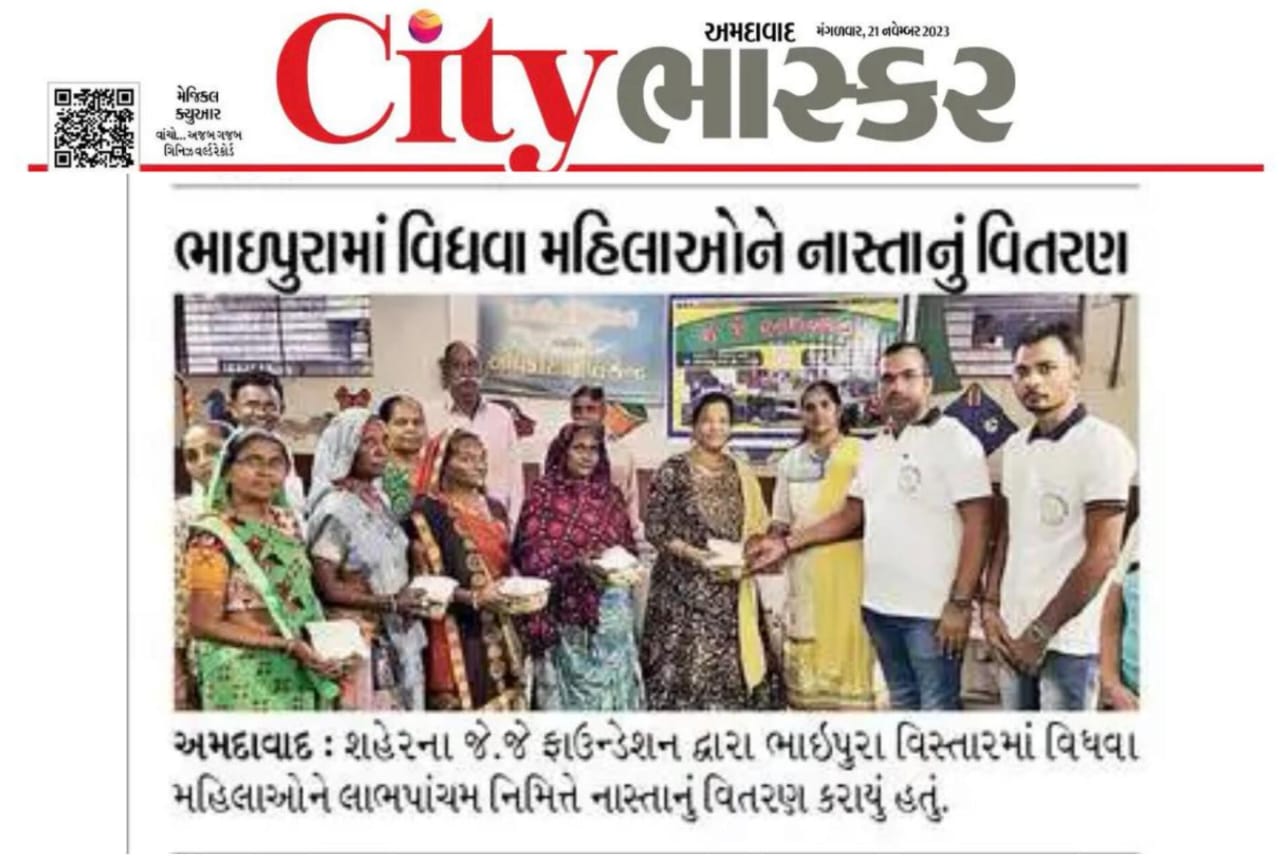 City ભાસ્કર
અમદાવાદ મંગળવાર, 21 નવેમ્બર 2023
મેજિકલ
ક્યુઆર
વાંચો... અજબ ગજબ
ગિનિઝ વર્લ્ડ રેકોર્ડ
ભાઇપુરામાં વિધવા મહિલાઓને નાસ્તાનું વિતરણ
અમદાવાદ : શહેરના જે.જે ફાઉન્ડેશન દ્વારા ભાઇપુરા વિસ્તારમાં વિધવા
મહિલાઓને લાભપાંચમ નિમિત્તે નાસ્તાનું વિતરણ કરાયું હતું.